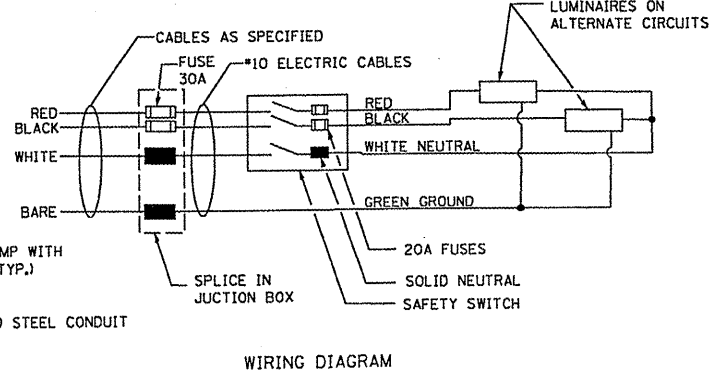 LUMINAIRES ON
ALTERNATE CIRCUITS
CABLES AS SPECIFIED
FUSE
30A
#10 ELECTRIC CABLES
RED
BLACK
WHITE
BARE
RED
BLACK
WHITE NEUTRAL
GREEN GROUND
MP WITH
TYP.)
20A FUSES
SPLICE IN
JUCTION BOX
SOLID NEUTRAL
SAFETY SWITCH
STEEL CONDUIT
WIRING DIAGRAM